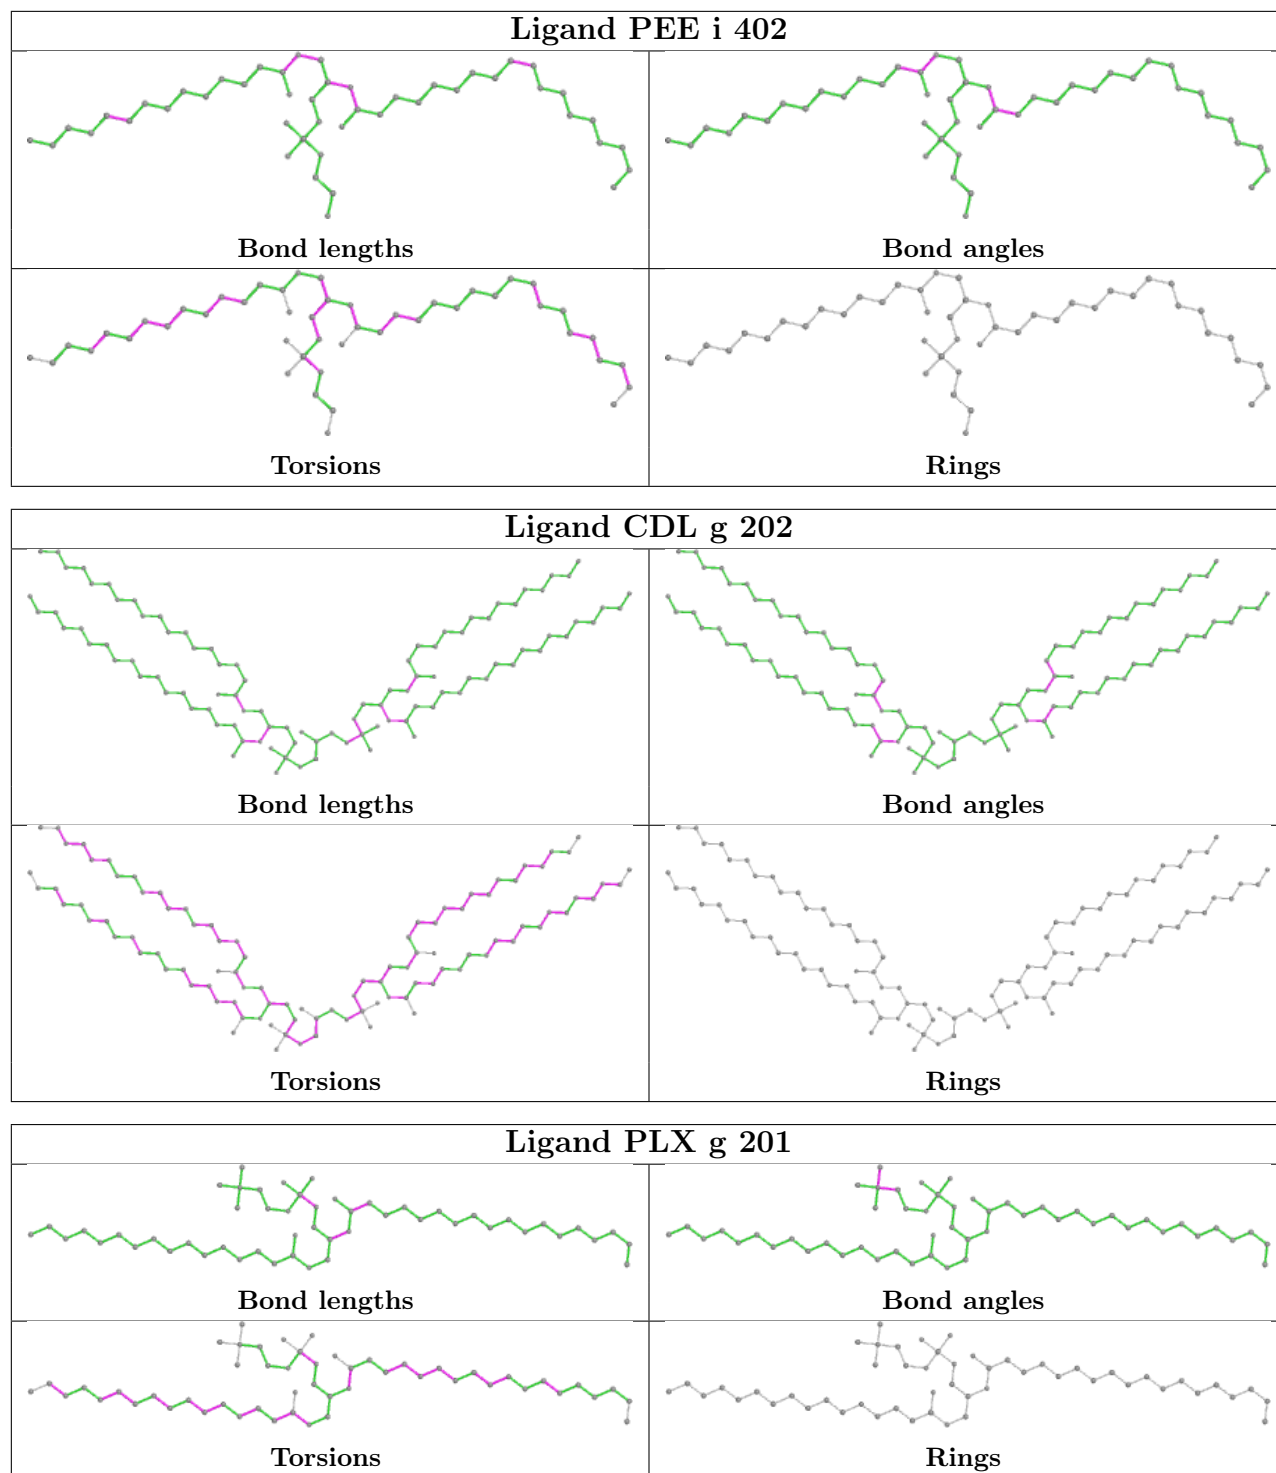 Ligand PEE i 402
Bond lengths
Bond angles
Torsions
Rings
Ligand CDL g 202
Bond lengths
Bond angles
Torsions
Rings
Ligand PLX g 201
Bond lengths
Bond angles
Torsions
Rings